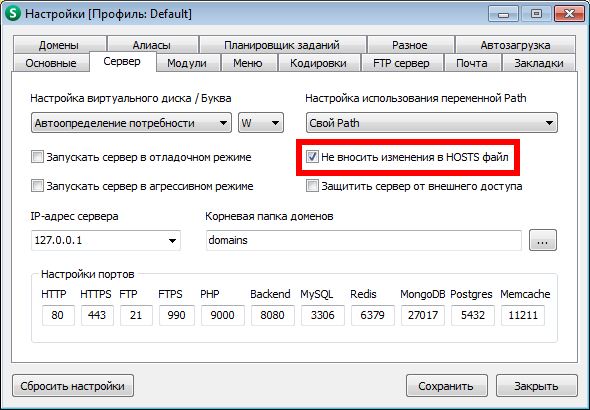 Настройки [Профиль: Default]
Домены Алиасы Планировщик заданий Разное Автозагрузка
Основные Сервер Модули Меню Кодировки FTP сервер Почта Закладки
Настройка виртуального диска / Буква Настройка использования переменной Path
Автоопределение потребности W Свой Path
Запускать сервер в отладочном режиме Не вносить изменения в HOSTS файл
Запускать сервер в агрессивном режиме Защитить сервер от внешнего доступа
IP-адрес сервера Корневая папка доменов
127.0.0.1 domains ...
Настройки портов
HTTP HTTPS FTP FTPS PHP Backend MySQL Redis MongoDB Postgres Memcache
80 443 21 990 9000 8080 3306 6379 27017 5432 11211
Сбросить настройки Сохранить Закрыть